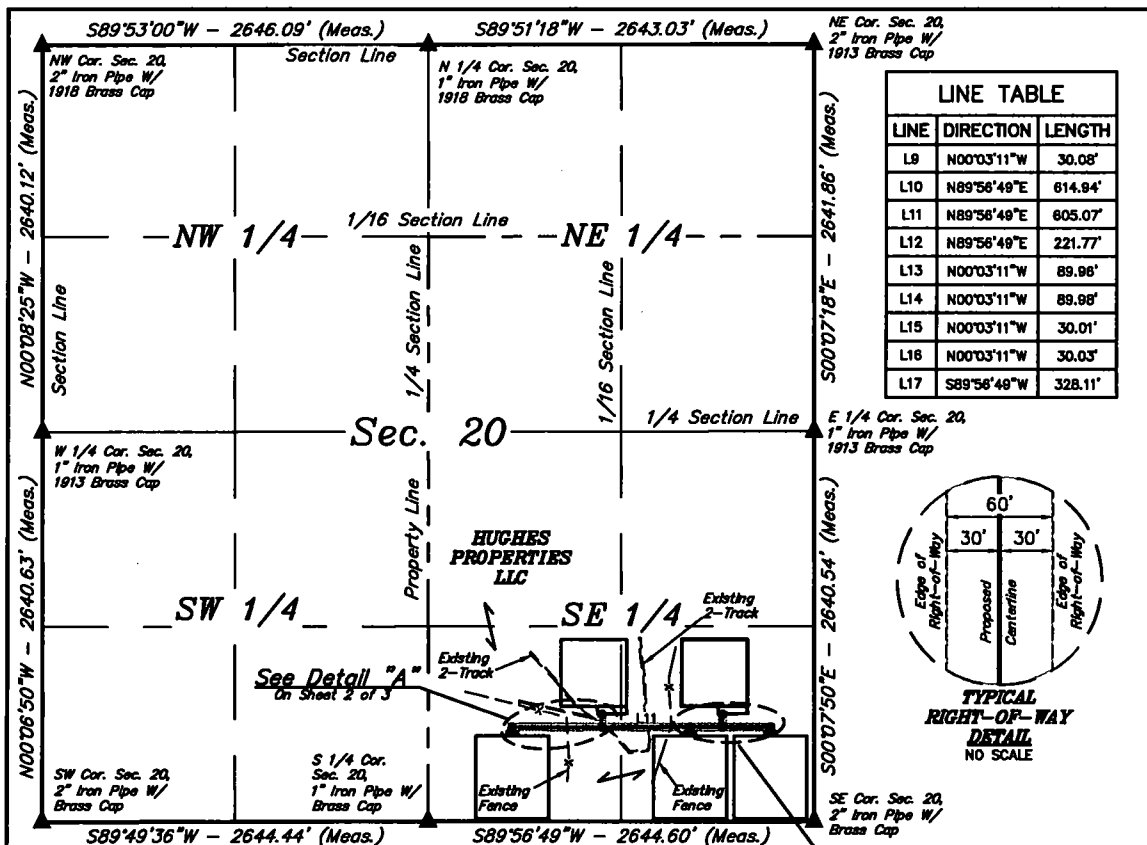 S89°53'00"W – 2646.09' (Meas.)
S89°51'18"W – 2643.03' (Meas.)
NE Cor. Sec. 20,
2" Iron Pipe W/
1913 Brass Cap
Section Line
NW Cor. Sec. 20,
2" Iron Pipe W/
1918 Brass Cap
N 1/4 Cor. Sec. 20,
1" Iron Pipe W/
1918 Brass Cap
LINE TABLE
LINE DIRECTION LENGTH
L9 N00°03'11"W 30.08'
L10 N89°56'49"E 614.94'
L11 N89°56'49"E 605.07'
L12 N89°56'49"E 221.77'
L13 N00°03'11"W 89.96'
L14 N00°03'11"W 89.98'
L15 N00°03'11"W 30.01'
L16 N00°03'11"W 30.03'
L17 S89°56'49"W 328.11'
N00°08'25"W – 2640.12' (Meas.)
Section Line
NW 1/4
1/16 Section Line
NE 1/4
1/4 Section Line
1/16 Section Line
S00°07'18"E – 2641.86' (Meas.)
Sec. 20
1/4 Section Line
E 1/4 Cor. Sec. 20,
1" Iron Pipe W/
1913 Brass Cap
W 1/4 Cor. Sec. 20,
1" Iron Pipe W/
1913 Brass Cap
60'
30' 30'
Edge of
Right-of-Way
Proposed
Centerline
Edge of
Right-of-Way
TYPICAL
RIGHT-OF-WAY
DETAIL
NO SCALE
N00°06'50"W – 2640.63' (Meas.)
Property Line
HUGHES
PROPERTIES
LLC
SW 1/4
SE 1/4
Existing
2-Track
Existing
2-Track
See Detail "A"
On Sheet 2 of 3
L11
S00°07'50"E – 2640.54' (Meas.)
SW Cor. Sec. 20,
2" Iron Pipe W/
Brass Cap
S 1/4 Cor.
Sec. 20,
1" Iron Pipe W/
Brass Cap
Existing
Fence
Existing
Fence
SE Cor. Sec. 20,
2" Iron Pipe W/
Brass Cap
S89°49'36"W – 2644.44' (Meas.)
S89°56'49"W – 2644.60' (Meas.)